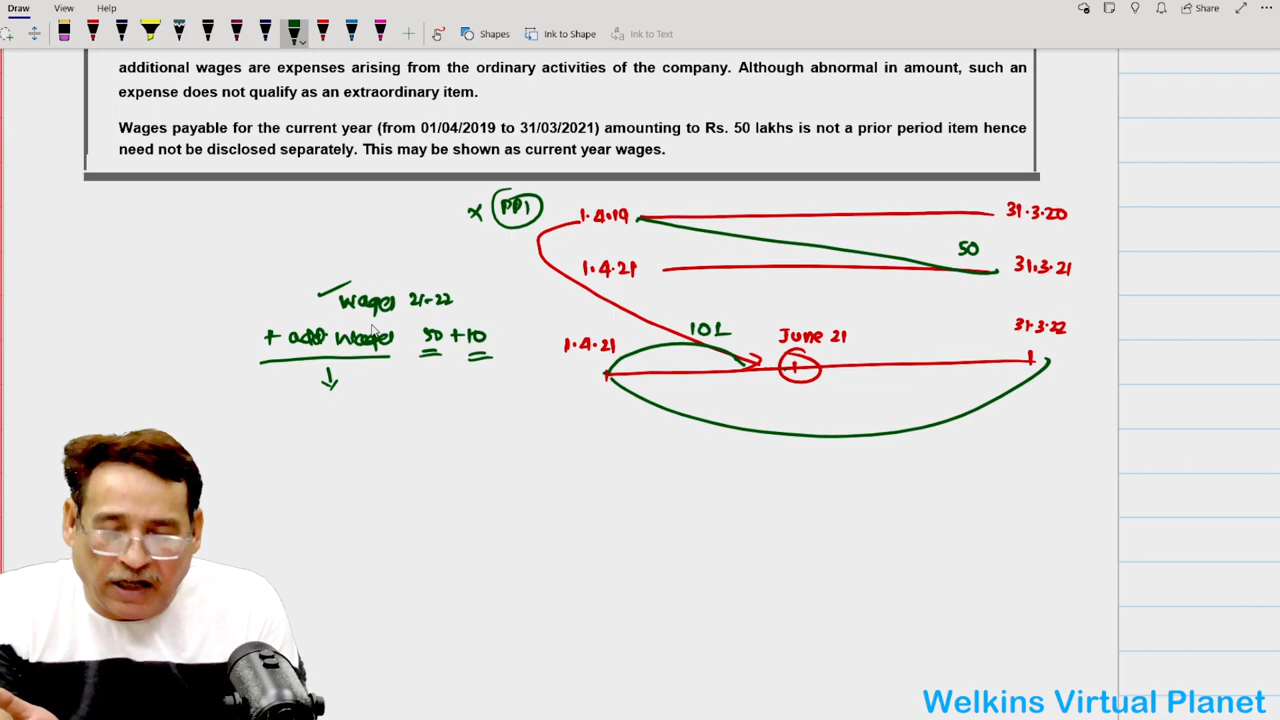 Draw View Help Share
Shapes Ink to Shape Ink to Text
additional wages are expenses arising from the ordinary activities of the company. Although abnormal in amount, such an
expense does not qualify as an extraordinary item.
Wages payable for the current year (from 01/04/2019 to 31/03/2021) amounting to Rs. 50 lakhs is not a prior period item hence
need not be disclosed separately. This may be shown as current year wages.
x PPI 1.4.19 31.3.20
50
1.4.21 31.3.21
wages 21-22
+ add wages 50 + 10
1.4.21 10L June 21 31.3.22
Welkins Virtual Planet